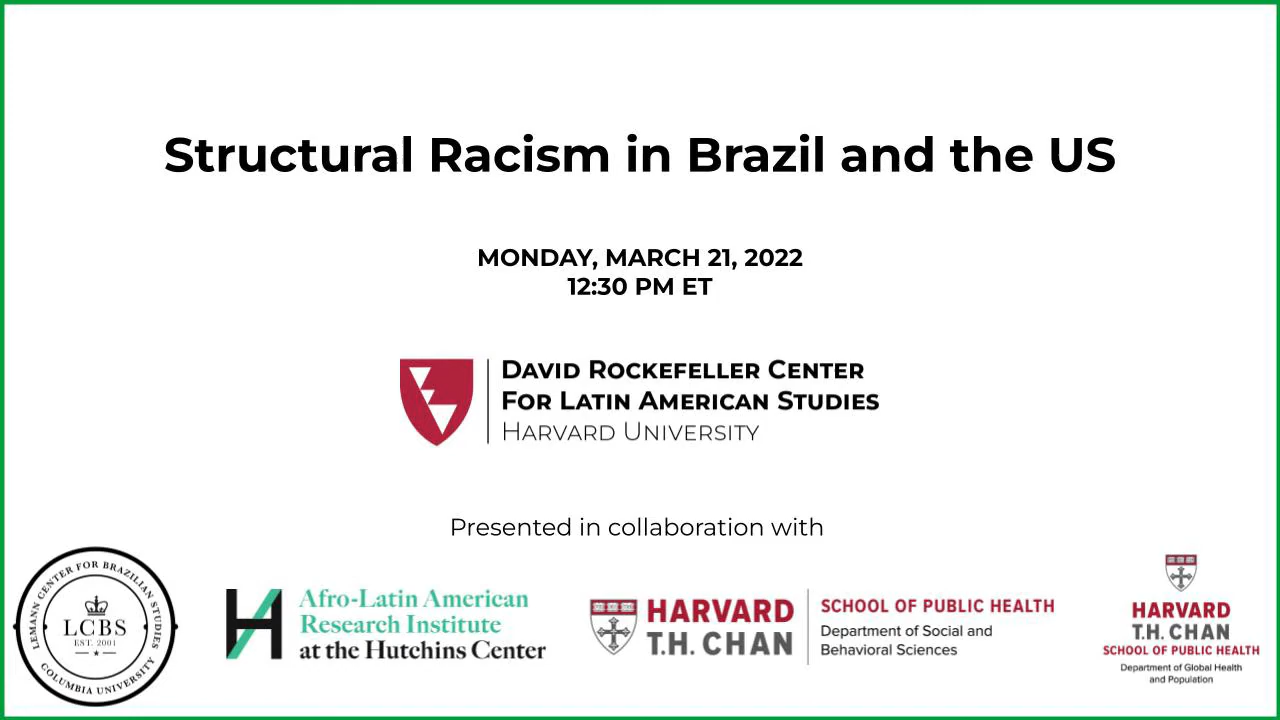 Structural Racism in Brazil and the US
MONDAY, MARCH 21, 2022
12:30 PM ET
DAVID ROCKEFELLER CENTER
FOR LATIN AMERICAN STUDIES
HARVARD UNIVERSITY
Presented in collaboration with
LEMANN CENTER FOR BRAZILIAN STUDIES
LCBS
EST. 2001
COLUMBIA UNIVERSITY
Afro-Latin American
Research Institute
at the Hutchins Center
HARVARD
T.H. CHAN
SCHOOL OF PUBLIC HEALTH
Department of Social and
Behavioral Sciences
HARVARD
T.H. CHAN
SCHOOL OF PUBLIC HEALTH
Department of Global Health
and Population